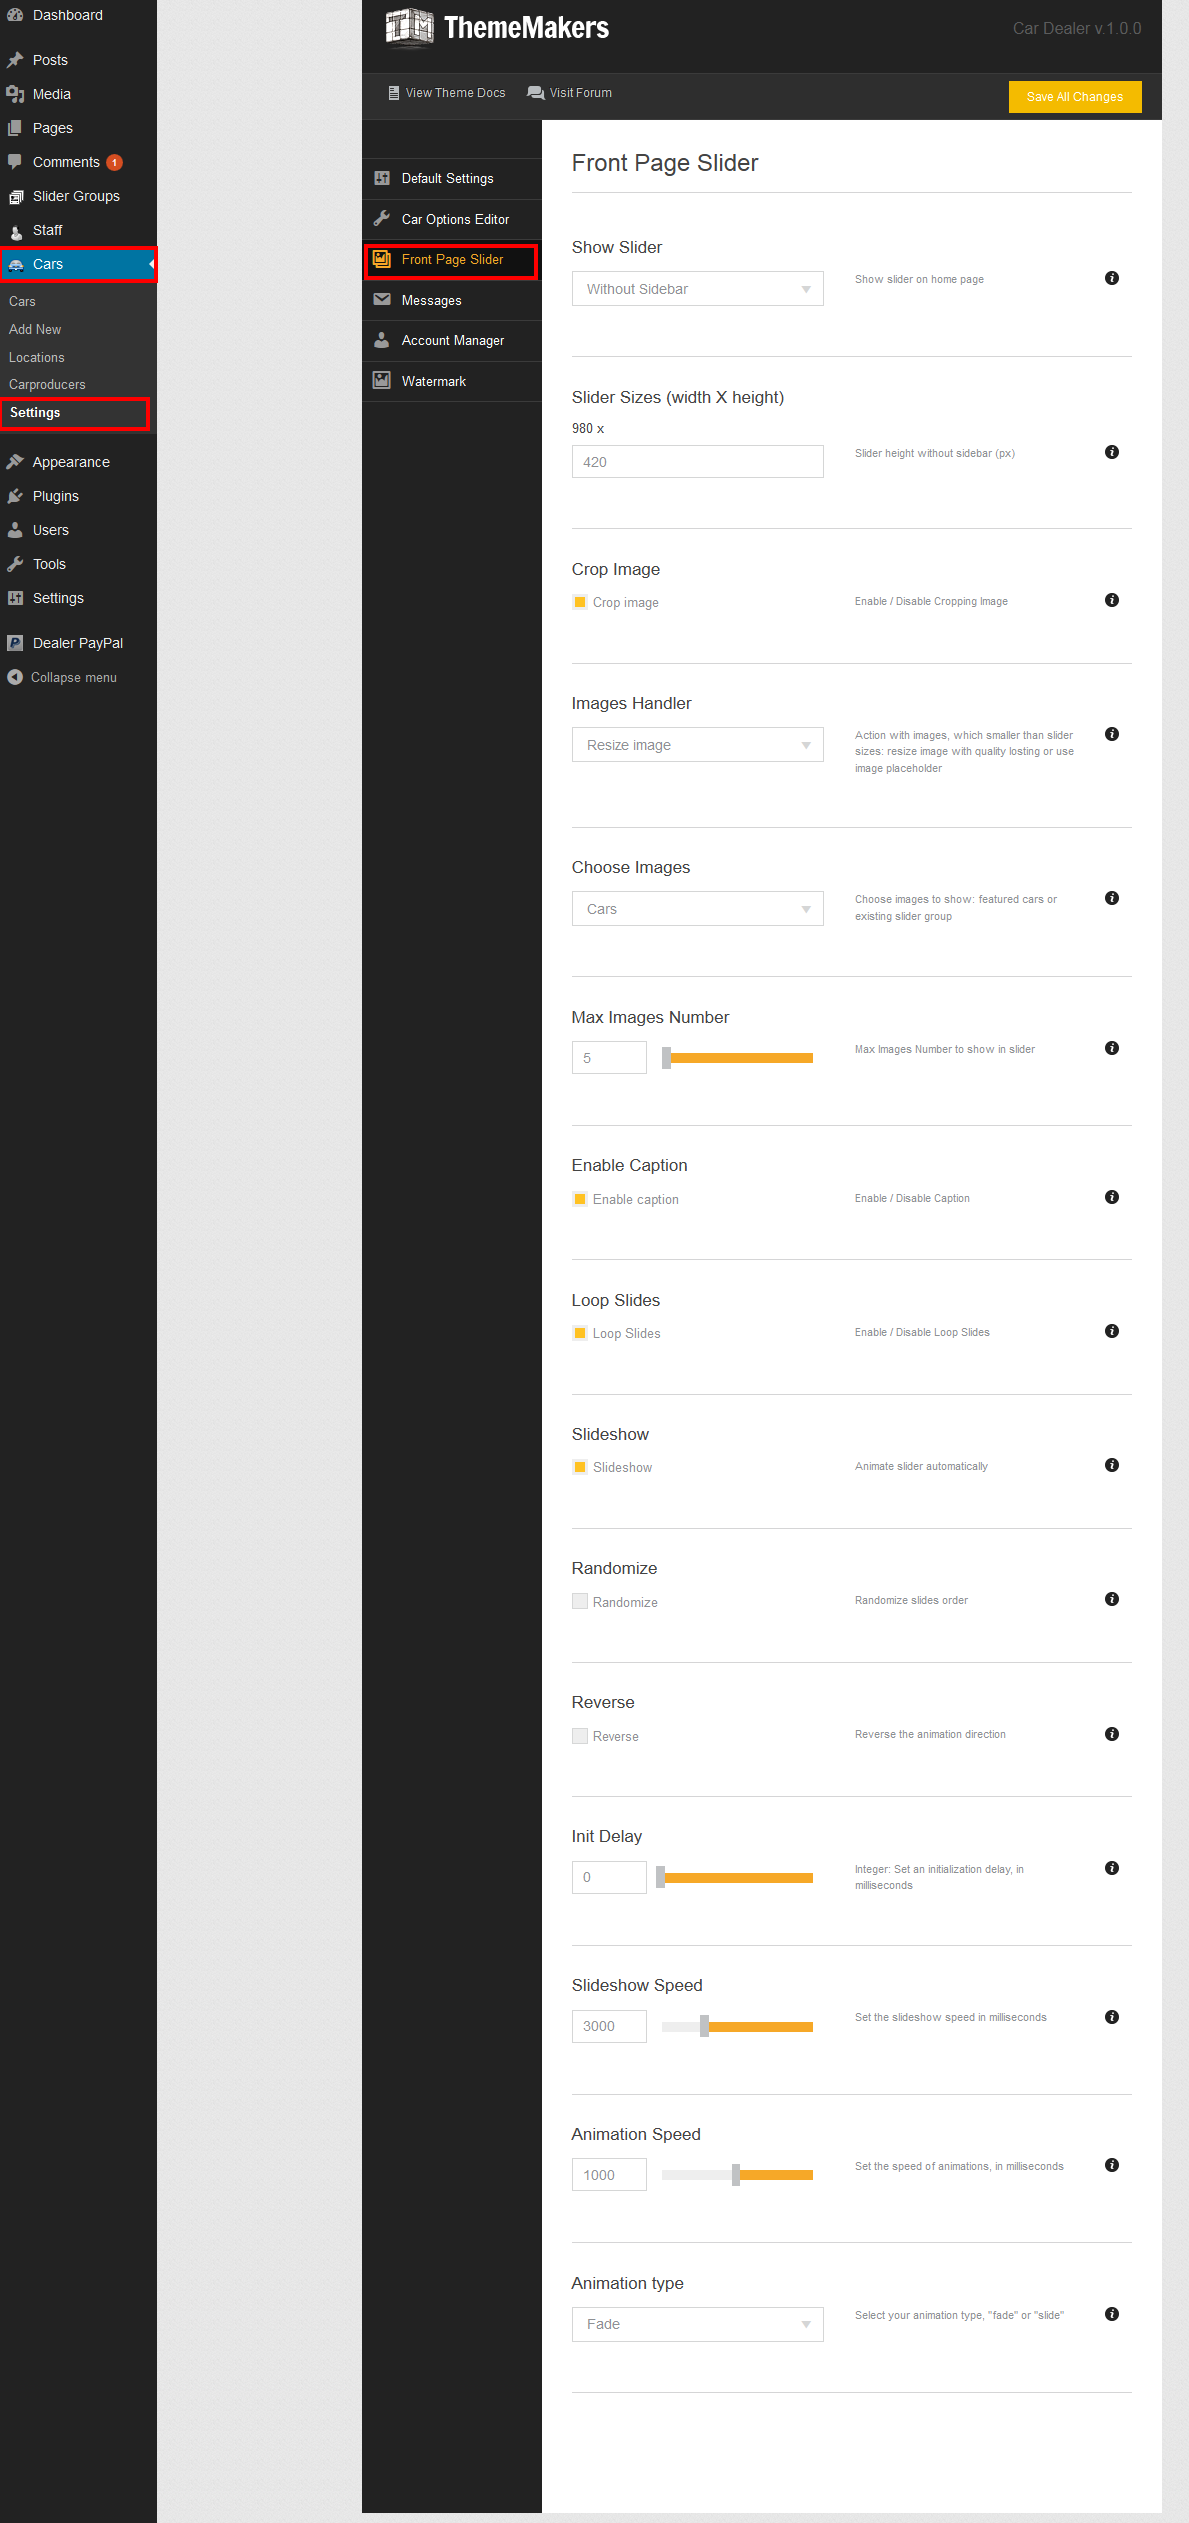 Dashboard
Posts
Media
Pages
Comments 1
Slider Groups
Staff
Cars
Cars
Add New
Locations
Carproducers
Settings
Appearance
Plugins
Users
Tools
Settings
Dealer PayPal
Collapse menu
ThemeMakers
Car Dealer v.1.0.0
View Theme Docs
Visit Forum
Save All Changes
Default Settings
Car Options Editor
Front Page Slider
Messages
Account Manager
Watermark
Front Page Slider
Show Slider
Without Sidebar
Show slider on home page
Slider Sizes (width X height)
980 x
420
Slider height without sidebar (px)
Crop Image
Crop image
Enable / Disable Cropping Image
Images Handler
Resize image
Action with images, which smaller than slider
sizes: resize image with quality losting or use
image placeholder
Choose Images
Cars
Choose images to show: featured cars or
existing slider group
Max Images Number
5
Max Images Number to show in slider
Enable Caption
Enable caption
Enable / Disable Caption
Loop Slides
Loop Slides
Enable / Disable Loop Slides
Slideshow
Slideshow
Animate slider automatically
Randomize
Randomize
Randomize slides order
Reverse
Reverse
Reverse the animation direction
Init Delay
0
Integer: Set an initialization delay, in
milliseconds
Slideshow Speed
3000
Set the slideshow speed in milliseconds
Animation Speed
1000
Set the speed of animations, in milliseconds
Animation type
Fade
Select your animation type, "fade" or "slide"